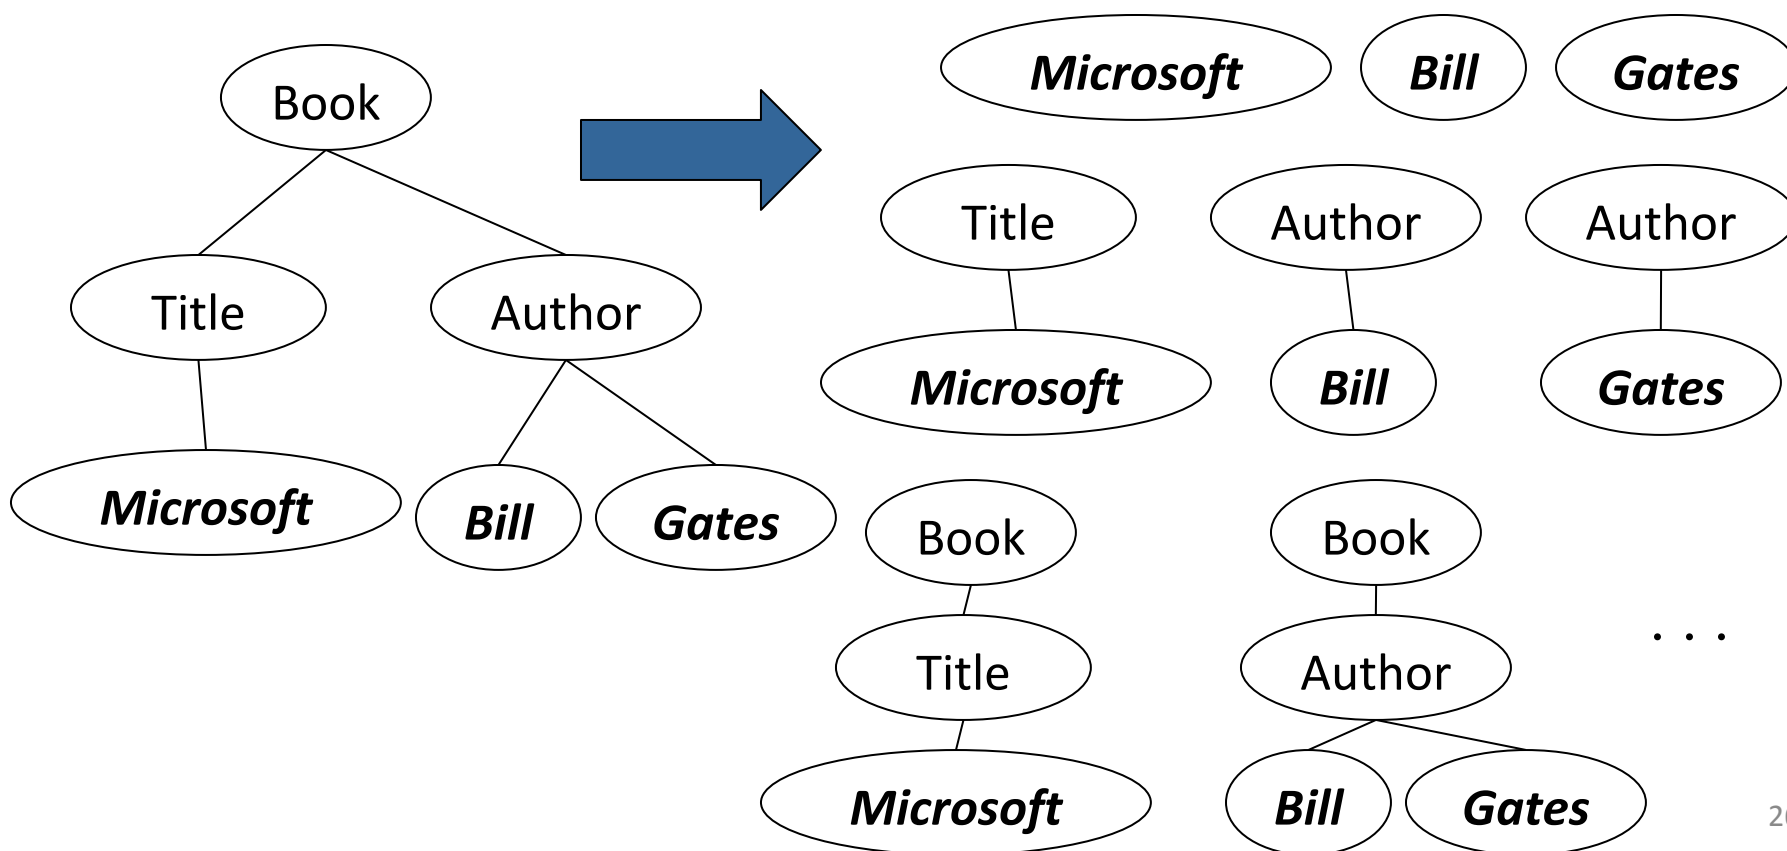 Book
Title
Author
Microsoft
Bill
Gates
Microsoft
Bill
Gates
Title
Author
Author
Microsoft
Bill
Gates
Book
Book
Title
Author
. . .
Microsoft
Bill
Gates